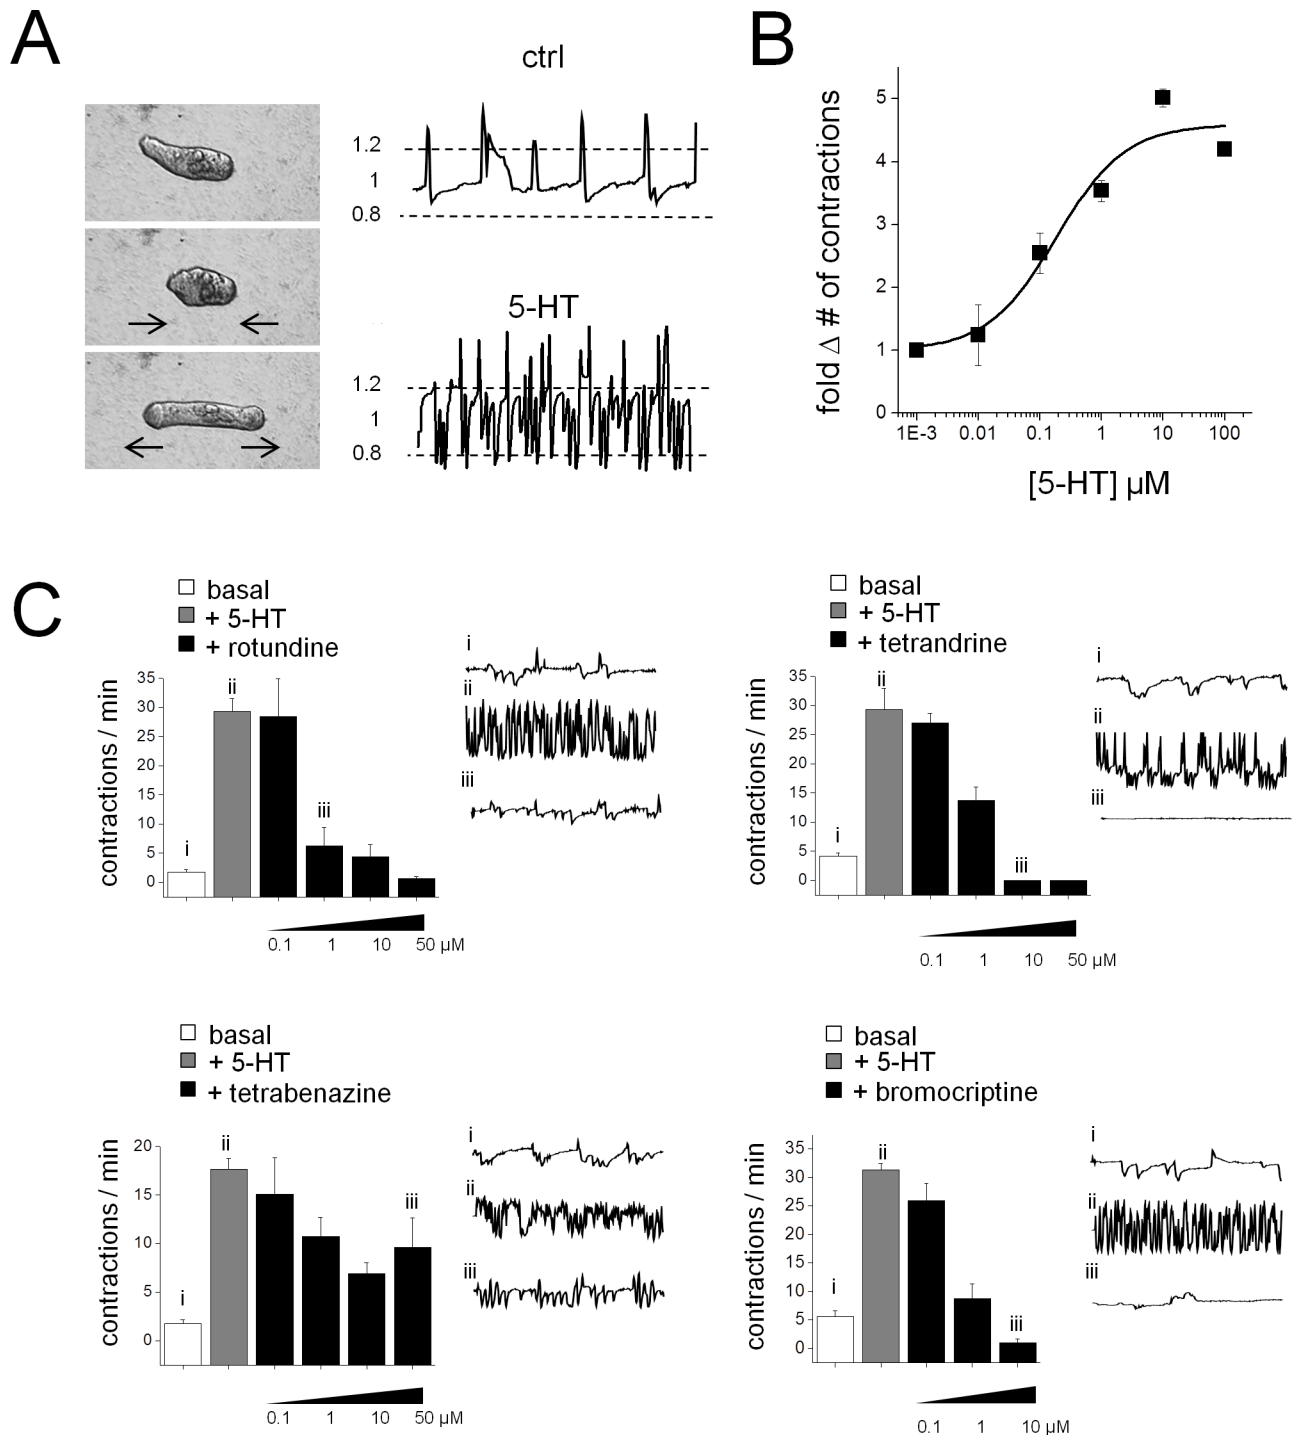 A
ctrl
1.2
1
0.8
5-HT
1.2
1
0.8
B
fold Δ # of contractions
5
4
3
2
1
0
1E-3 0.01 0.1 1 10 100
[5-HT] µM
C
basal
+ 5-HT
+ rotundine
contractions / min
35
30
25
20
15
10
5
0
i
ii
iii
0.1 1 10 50 µM
i
ii
iii
basal
+ 5-HT
+ tetrandrine
contractions / min
35
30
25
20
15
10
5
0
i
ii
iii
0.1 1 10 50 µM
i
ii
iii
basal
+ 5-HT
+ tetrabenazine
contractions / min
20
15
10
5
0
i
ii
iii
0.1 1 10 50 µM
i
ii
iii
basal
+ 5-HT
+ bromocriptine
contractions / min
35
30
25
20
15
10
5
0
i
ii
iii
0.1 1 10 µM
i
ii
iii